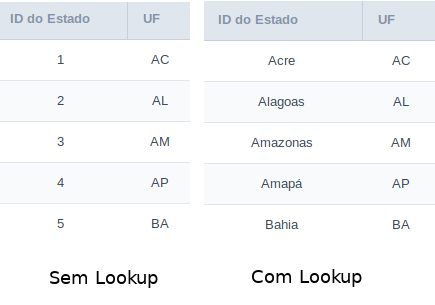 ID do Estado UF
1 AC
2 AL
3 AM
4 AP
5 BA
Sem Lookup
ID do Estado UF
Acre AC
Alagoas AL
Amazonas AM
Amapá AP
Bahia BA
Com Lookup